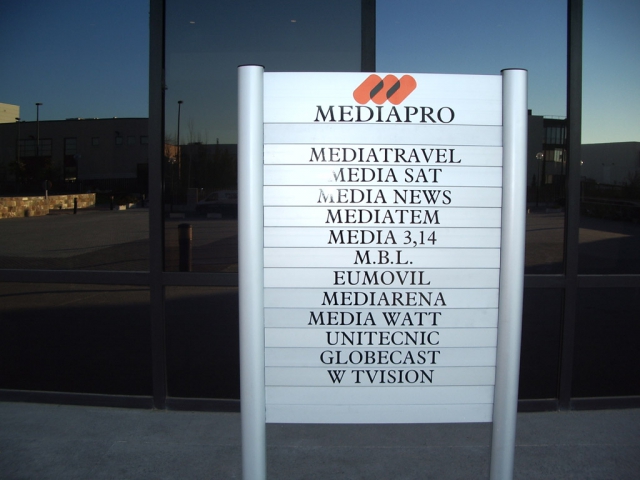 MEDIAPRO
MEDIATRAVEL
MEDIA SAT
MEDIA NEWS
MEDIATEM
MEDIA 3,14
M.B.L.
EUMOVIL
MEDIARENA
MEDIA WATT
UNITECNIC
GLOBECAST
W TVISION